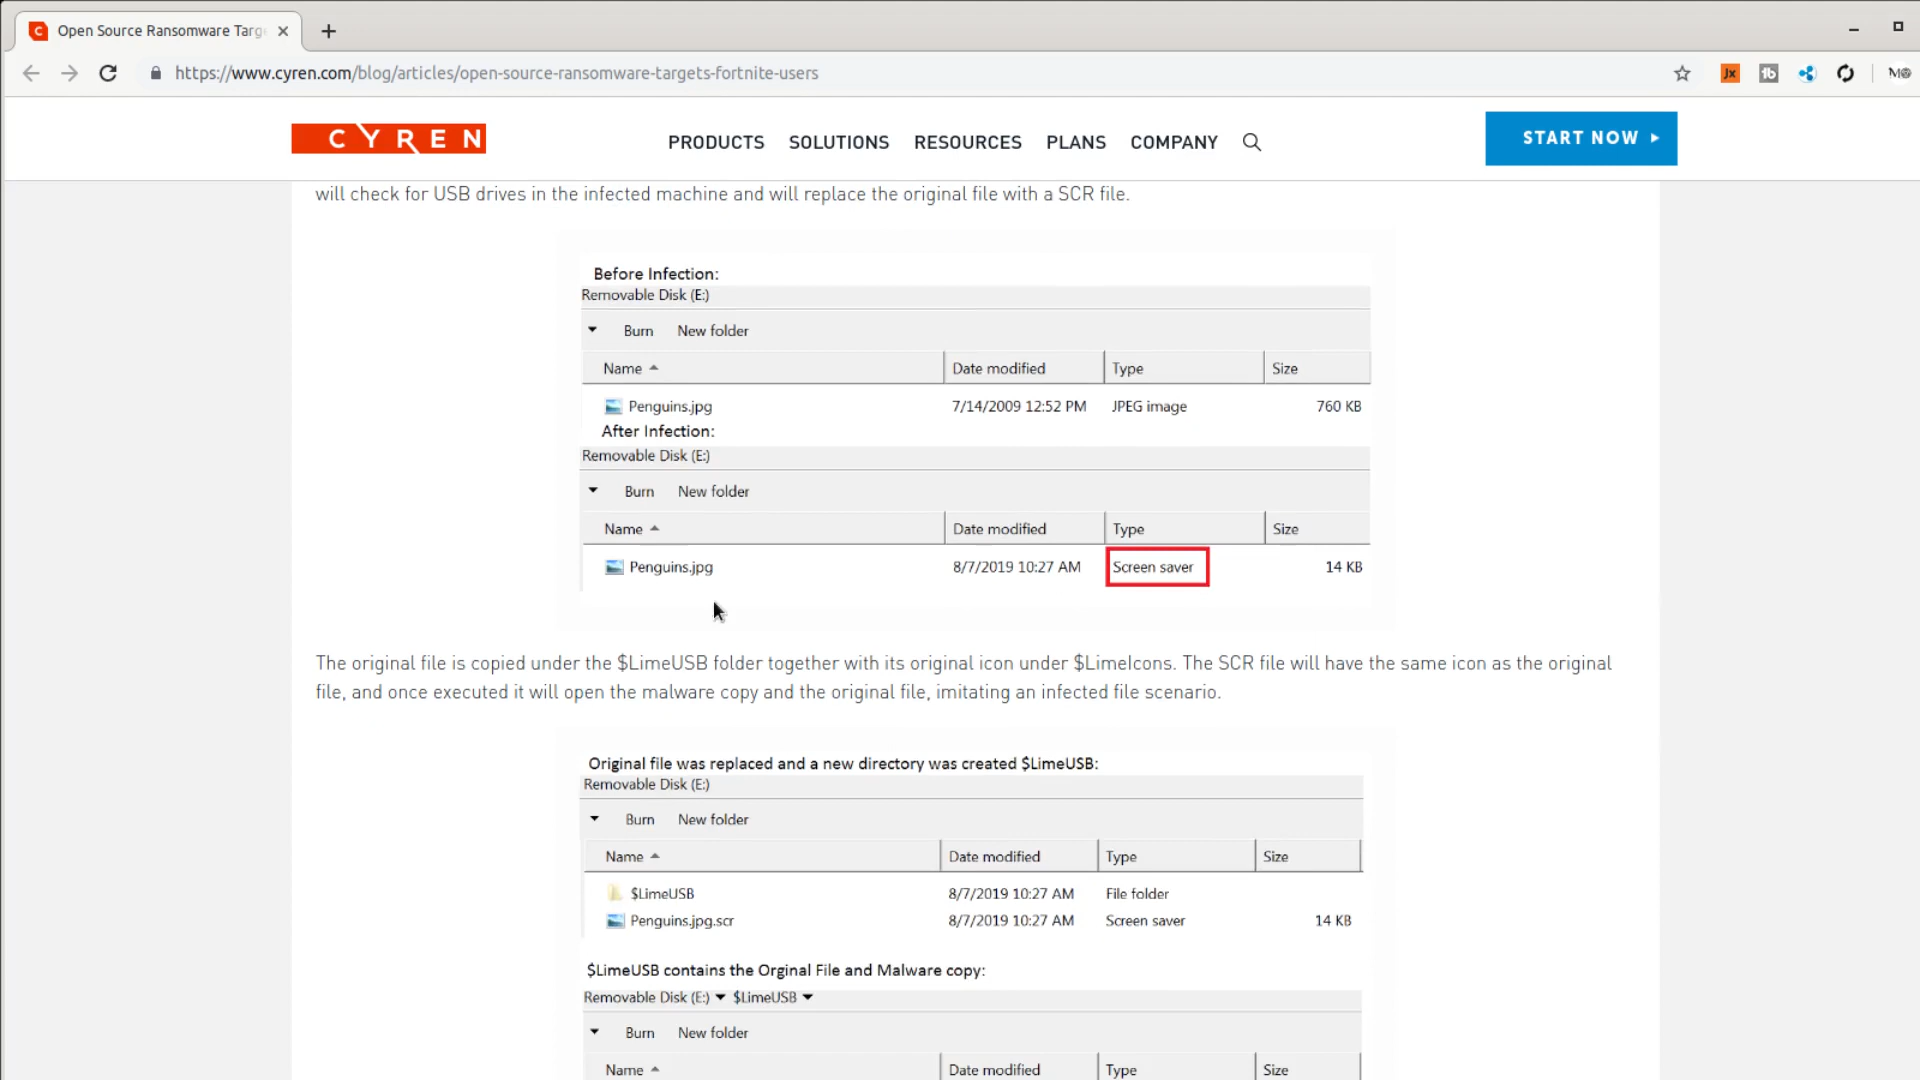 Open Source Ransomware Targ
https://www.cyren.com/blog/articles/open-source-ransomware-targets-fortnite-users
Jx
tb
CYREN
PRODUCTS SOLUTIONS RESOURCES PLANS COMPANY
START NOW
will check for USB drives in the infected machine and will replace the original file with a SCR file.
Before Infection:
Removable Disk (E:)
Burn New folder
Name Date modified Type Size
Penguins.jpg 7/14/2009 12:52 PM JPEG image 760 KB
After Infection:
Removable Disk (E:)
Burn New folder
Name Date modified Type Size
Penguins.jpg 8/7/2019 10:27 AM Screen saver 14 KB
The original file is copied under the $LimeUSB folder together with its original icon under $LimeIcons. The SCR file will have the same icon as the original
file, and once executed it will open the malware copy and the original file, imitating an infected file scenario.
Original file was replaced and a new directory was created $LimeUSB:
Removable Disk (E:)
Burn New folder
Name Date modified Type Size
$LimeUSB 8/7/2019 10:27 AM File folder
Penguins.jpg.scr 8/7/2019 10:27 AM Screen saver 14 KB
$LimeUSB contains the Orginal File and Malware copy:
Removable Disk (E:) $LimeUSB
Burn New folder
Name Date modified Type Size